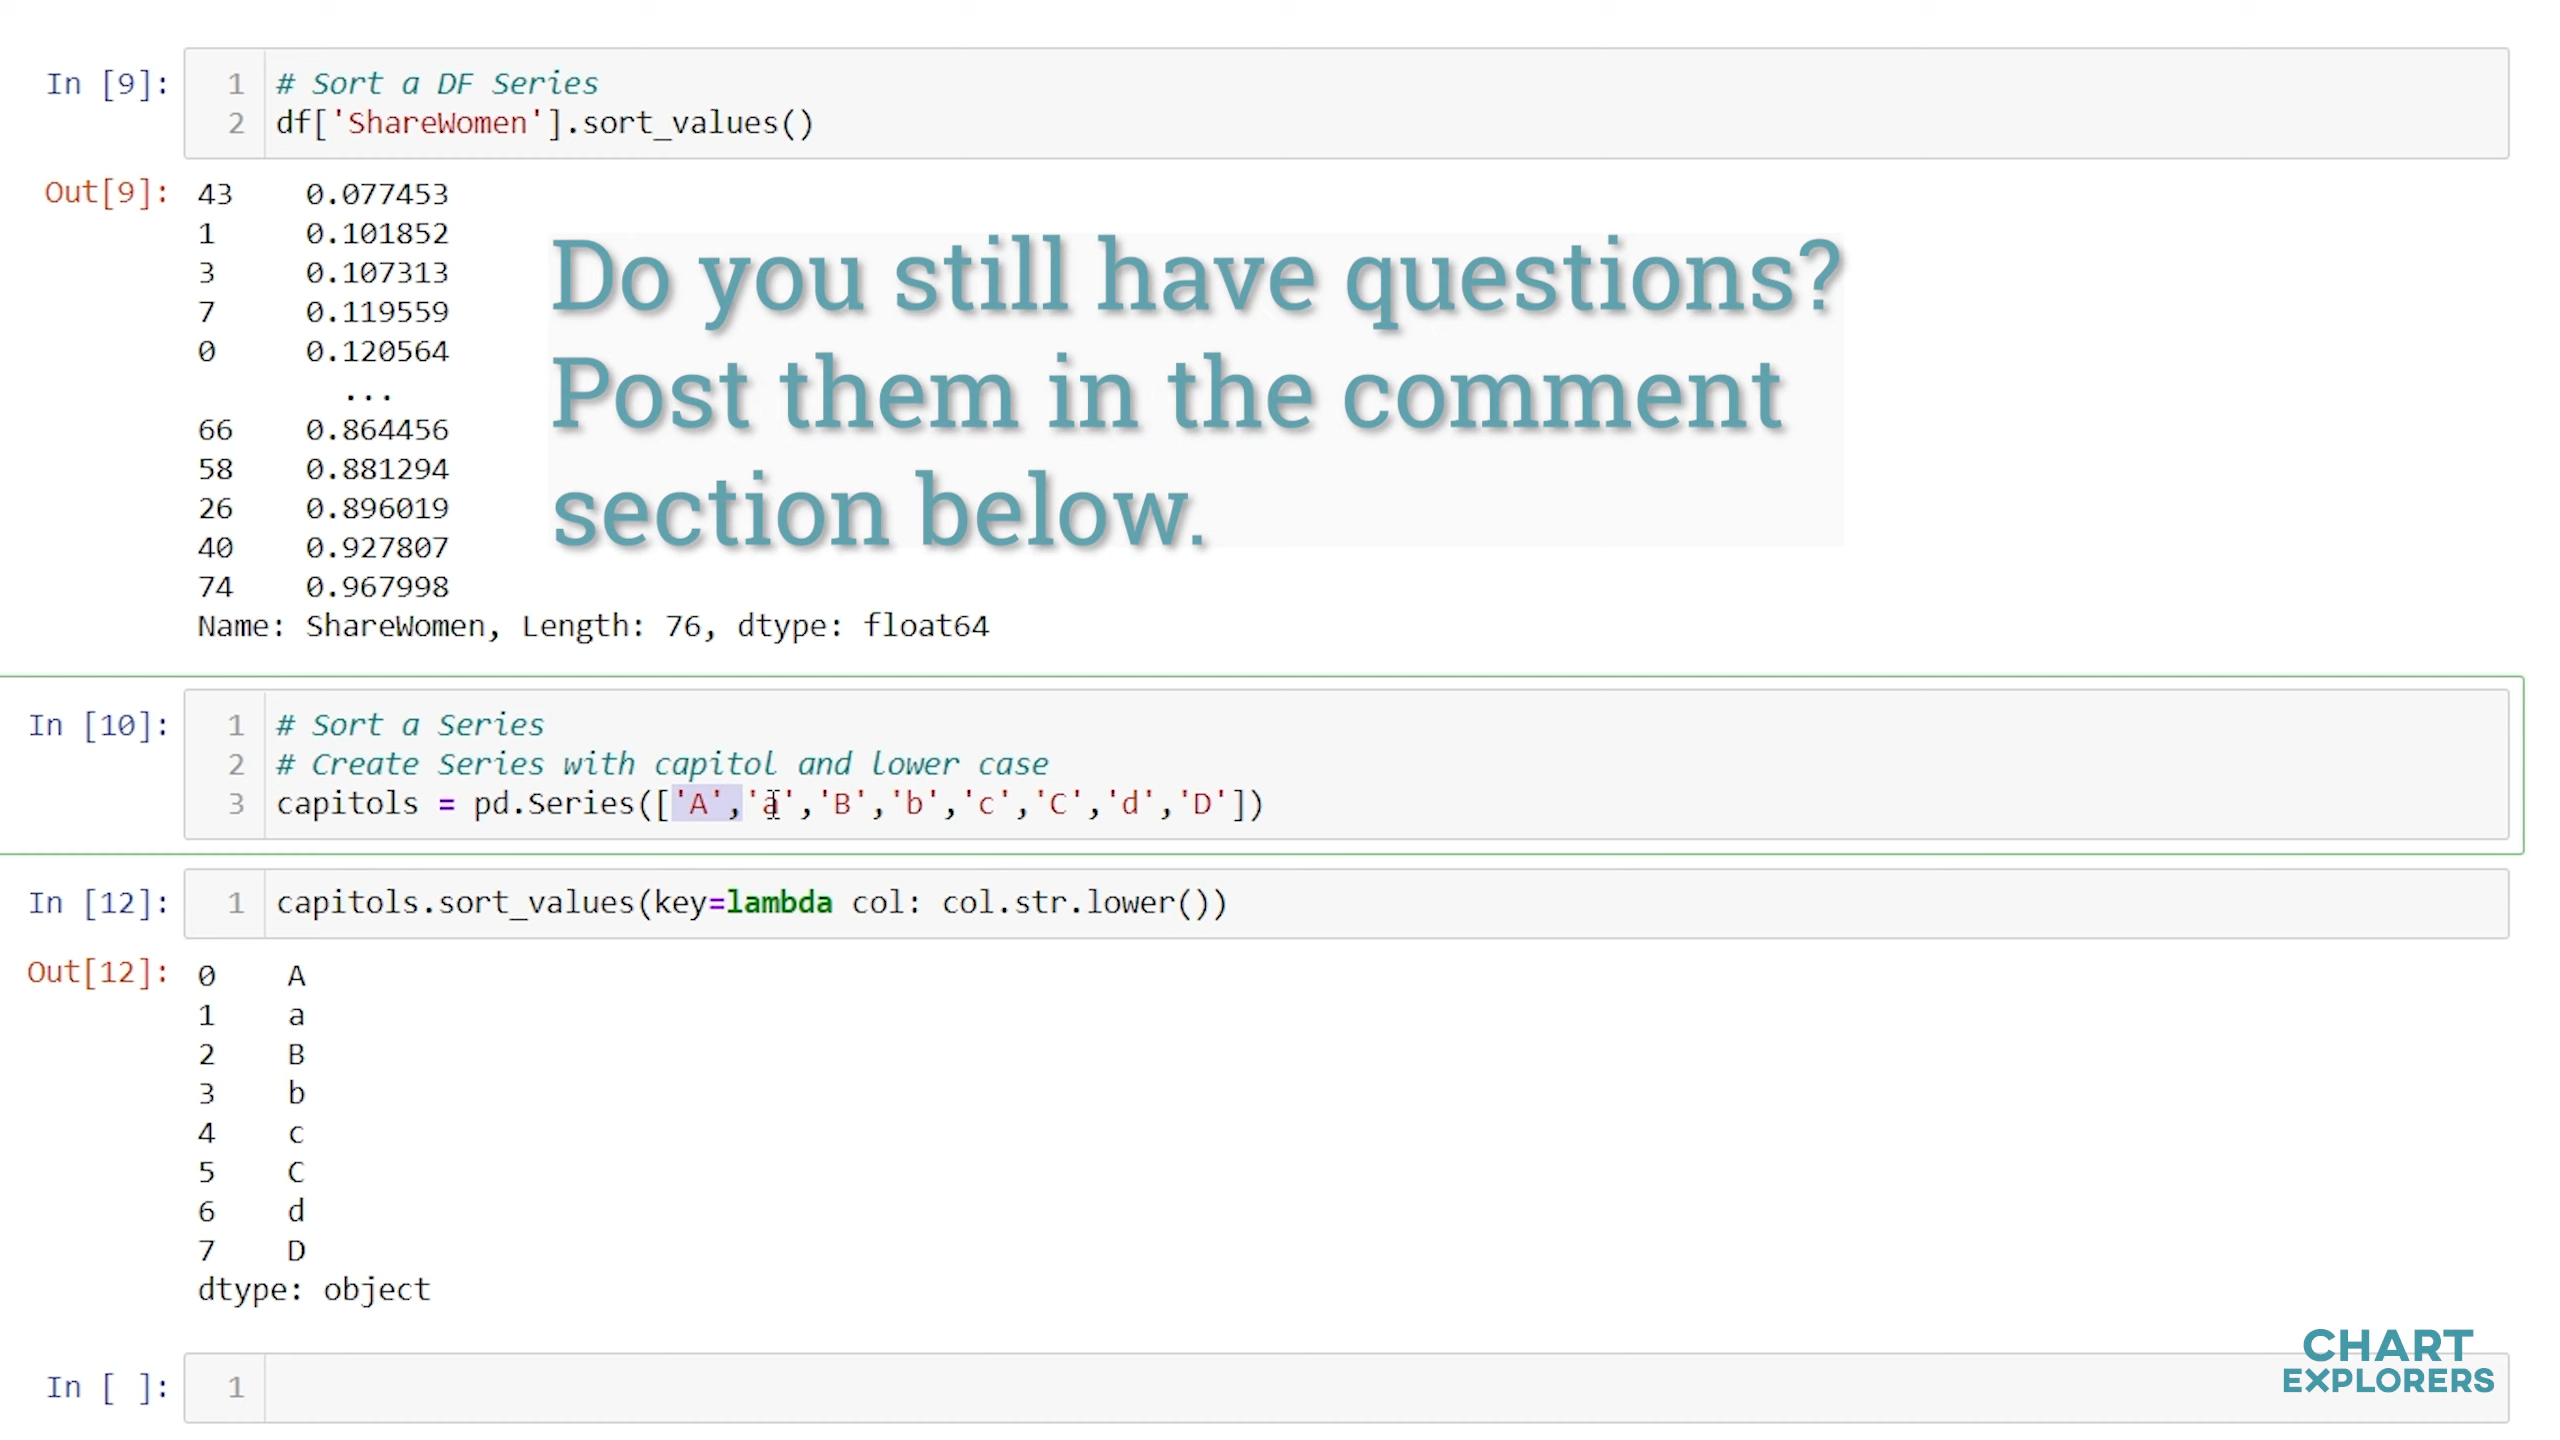 In [9]:
1 # Sort a DF Series
2 df['ShareWomen'].sort_values()
Out[9]:
43 0.077453
1 0.101852
3 0.107313
7 0.119559
0 0.120564
...
66 0.864456
58 0.881294
26 0.896019
40 0.927807
74 0.967998
Name: ShareWomen, Length: 76, dtype: float64
Do you still have questions?
Post them in the comment
section below.
In [10]:
1 # Sort a Series
2 # Create Series with capitol and lower case
3 capitols = pd.Series(['A','a','B','b','c','C','d','D'])
In [12]:
1 capitols.sort_values(key=lambda col: col.str.lower())
Out[12]:
0 A
1 a
2 B
3 b
4 c
5 C
6 d
7 D
dtype: object
In [ ]:
1
CHART
EXPLORERS